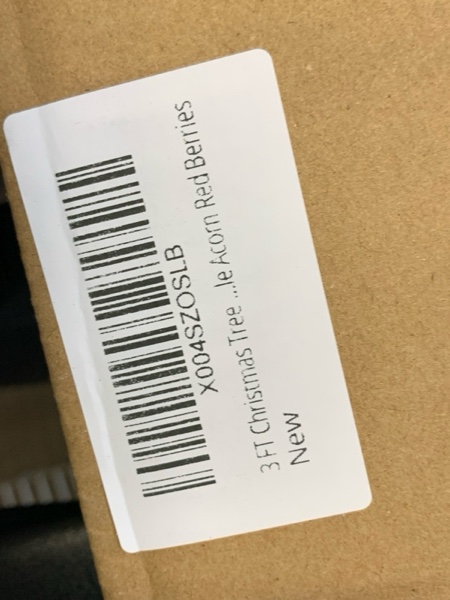 X004SZOSLB
3 FT Christmas Tree ...le Acorn Red Berries
New